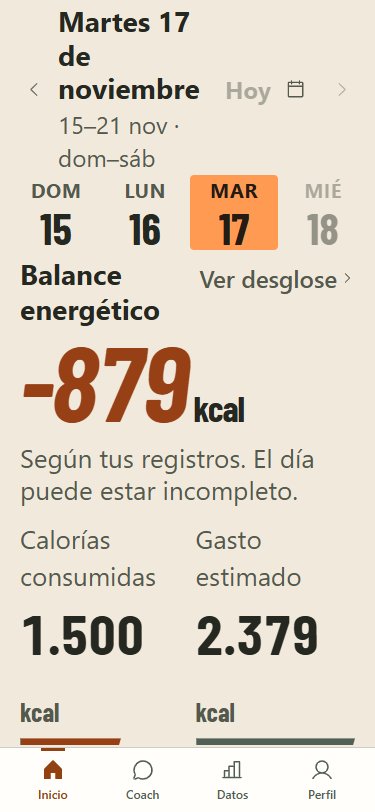 Martes 17
de
noviembre
Hoy
15–21 nov ·
dom–sáb
DOM LUN MAR MIÉ
15 16 17 18
Balance
energético
Ver desglose
-879 kcal
Según tus registros. El día
puede estar incompleto.
Calorías
consumidas
Gasto
estimado
1.500 2.379
kcal kcal
Inicio Coach Datos Perfil